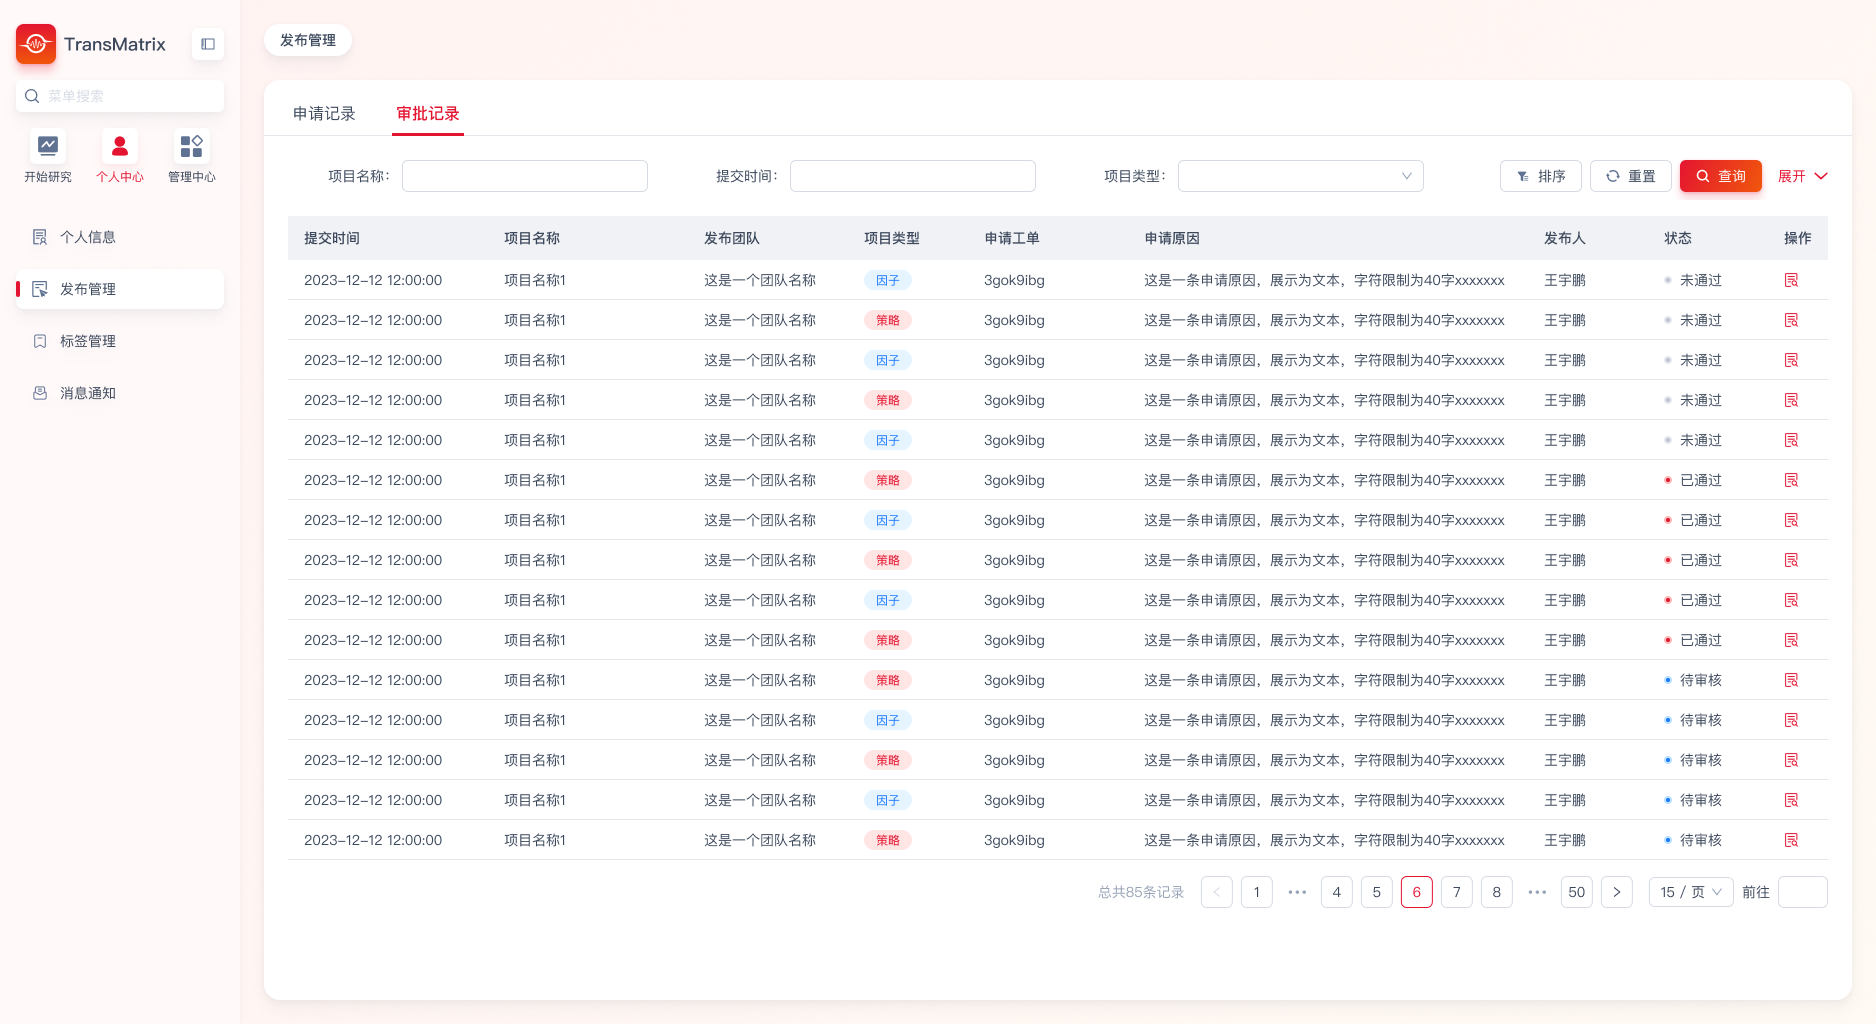 TransMatrix
菜单搜索
开始研究 个人中心 管理中心
个人信息
发布管理
标签管理
消息通知
发布管理
申请记录 审批记录
项目名称: 提交时间: 项目类型: 排序 重置 查询 展开
提交时间 项目名称 发布团队 项目类型 申请工单 申请原因 发布人 状态 操作
2023-12-12 12:00:00 项目名称1 这是一个团队名称 因子 3gok9ibg 这是一条申请原因，展示为文本，字符限制为40字xxxxxxx 王宇鹏 未通过
2023-12-12 12:00:00 项目名称1 这是一个团队名称 策略 3gok9ibg 这是一条申请原因，展示为文本，字符限制为40字xxxxxxx 王宇鹏 未通过
2023-12-12 12:00:00 项目名称1 这是一个团队名称 因子 3gok9ibg 这是一条申请原因，展示为文本，字符限制为40字xxxxxxx 王宇鹏 未通过
2023-12-12 12:00:00 项目名称1 这是一个团队名称 策略 3gok9ibg 这是一条申请原因，展示为文本，字符限制为40字xxxxxxx 王宇鹏 未通过
2023-12-12 12:00:00 项目名称1 这是一个团队名称 因子 3gok9ibg 这是一条申请原因，展示为文本，字符限制为40字xxxxxxx 王宇鹏 未通过
2023-12-12 12:00:00 项目名称1 这是一个团队名称 策略 3gok9ibg 这是一条申请原因，展示为文本，字符限制为40字xxxxxxx 王宇鹏 已通过
2023-12-12 12:00:00 项目名称1 这是一个团队名称 因子 3gok9ibg 这是一条申请原因，展示为文本，字符限制为40字xxxxxxx 王宇鹏 已通过
2023-12-12 12:00:00 项目名称1 这是一个团队名称 策略 3gok9ibg 这是一条申请原因，展示为文本，字符限制为40字xxxxxxx 王宇鹏 已通过
2023-12-12 12:00:00 项目名称1 这是一个团队名称 因子 3gok9ibg 这是一条申请原因，展示为文本，字符限制为40字xxxxxxx 王宇鹏 已通过
2023-12-12 12:00:00 项目名称1 这是一个团队名称 策略 3gok9ibg 这是一条申请原因，展示为文本，字符限制为40字xxxxxxx 王宇鹏 已通过
2023-12-12 12:00:00 项目名称1 这是一个团队名称 策略 3gok9ibg 这是一条申请原因，展示为文本，字符限制为40字xxxxxxx 王宇鹏 待审核
2023-12-12 12:00:00 项目名称1 这是一个团队名称 因子 3gok9ibg 这是一条申请原因，展示为文本，字符限制为40字xxxxxxx 王宇鹏 待审核
2023-12-12 12:00:00 项目名称1 这是一个团队名称 策略 3gok9ibg 这是一条申请原因，展示为文本，字符限制为40字xxxxxxx 王宇鹏 待审核
2023-12-12 12:00:00 项目名称1 这是一个团队名称 因子 3gok9ibg 这是一条申请原因，展示为文本，字符限制为40字xxxxxxx 王宇鹏 待审核
2023-12-12 12:00:00 项目名称1 这是一个团队名称 策略 3gok9ibg 这是一条申请原因，展示为文本，字符限制为40字xxxxxxx 王宇鹏 待审核
总共85条记录 < 1 ••• 4 5 6 7 8 ••• 50 > 15 / 页 前往